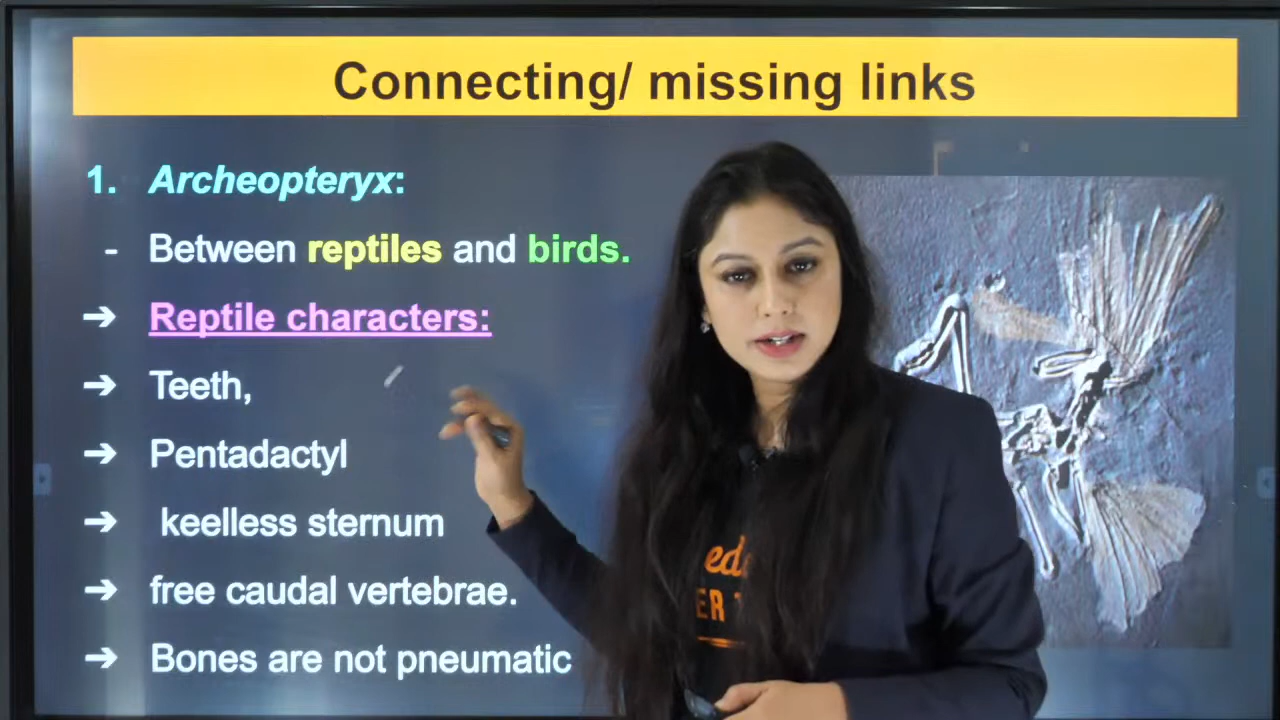 Connecting/ missing links
1. Archeopteryx:
- Between reptiles and birds.
➔ Reptile characters:
➔ Teeth,
➔ Pentadactyl
➔ keelless sternum
➔ free caudal vertebrae.
➔ Bones are not pneumatic